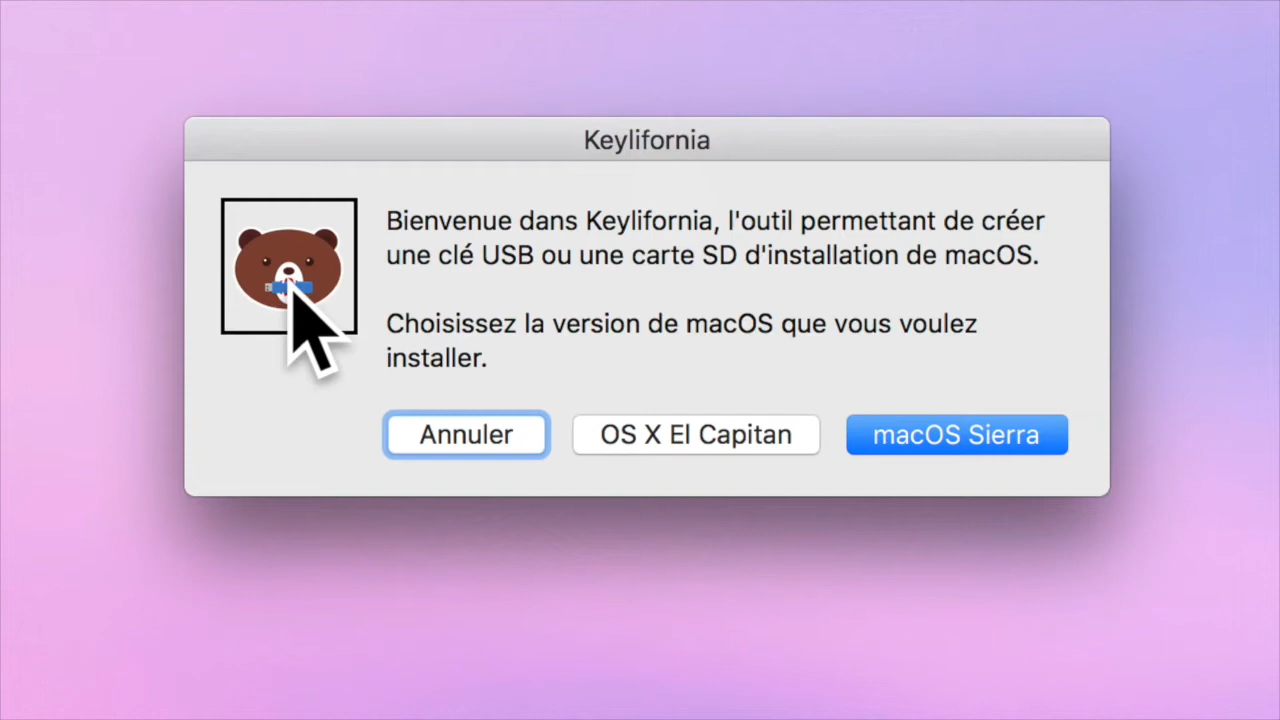 Keylifornia
Bienvenue dans Keylifornia, l'outil permettant de créer
une clé USB ou une carte SD d'installation de macOS.
Choisissez la version de macOS que vous voulez
installer.
Annuler
OS X El Capitan
macOS Sierra